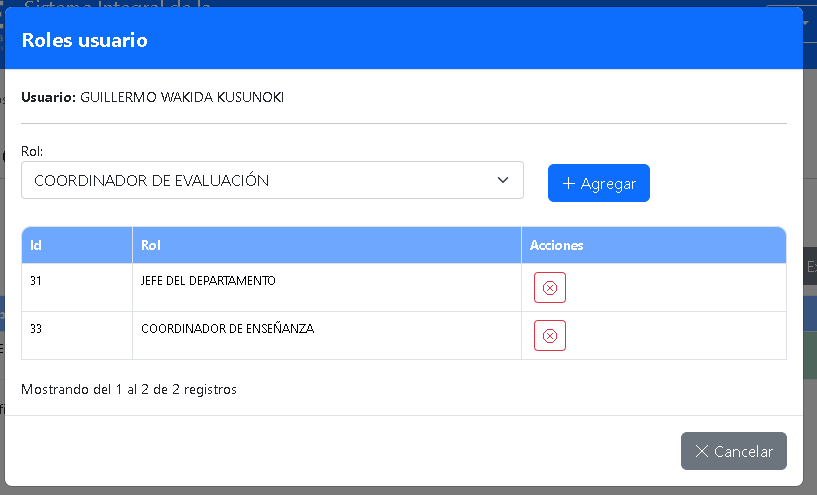 Sistema Integral de la
Roles usuario
Usuario: GUILLERMO WAKIDA KUSUNOKI
Rol:
COORDINADOR DE EVALUACIÓN
Agregar
Id Rol Acciones
31 JEFE DEL DEPARTAMENTO
33 COORDINADOR DE ENSEÑANZA
Mostrando del 1 al 2 de 2 registros
Cancelar